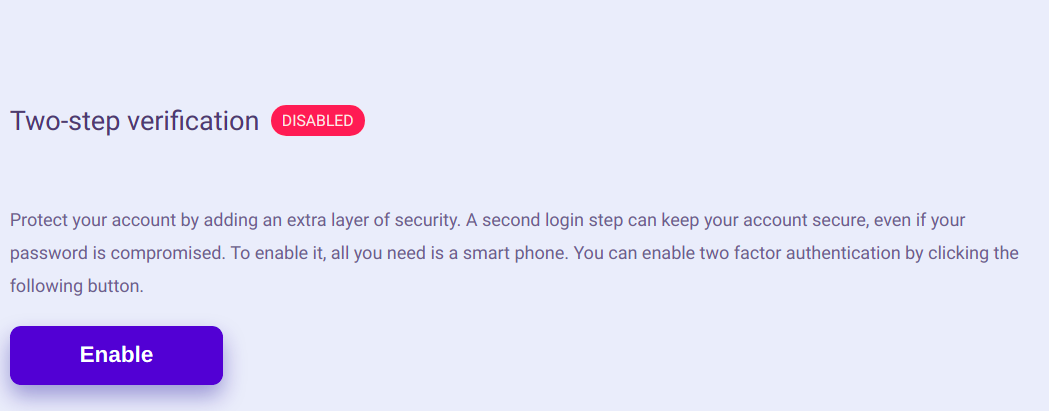 Two-step verification DISABLED
Protect your account by adding an extra layer of security. A second login step can keep your account secure, even if your
password is compromised. To enable it, all you need is a smart phone. You can enable two factor authentication by clicking the
following button.
Enable